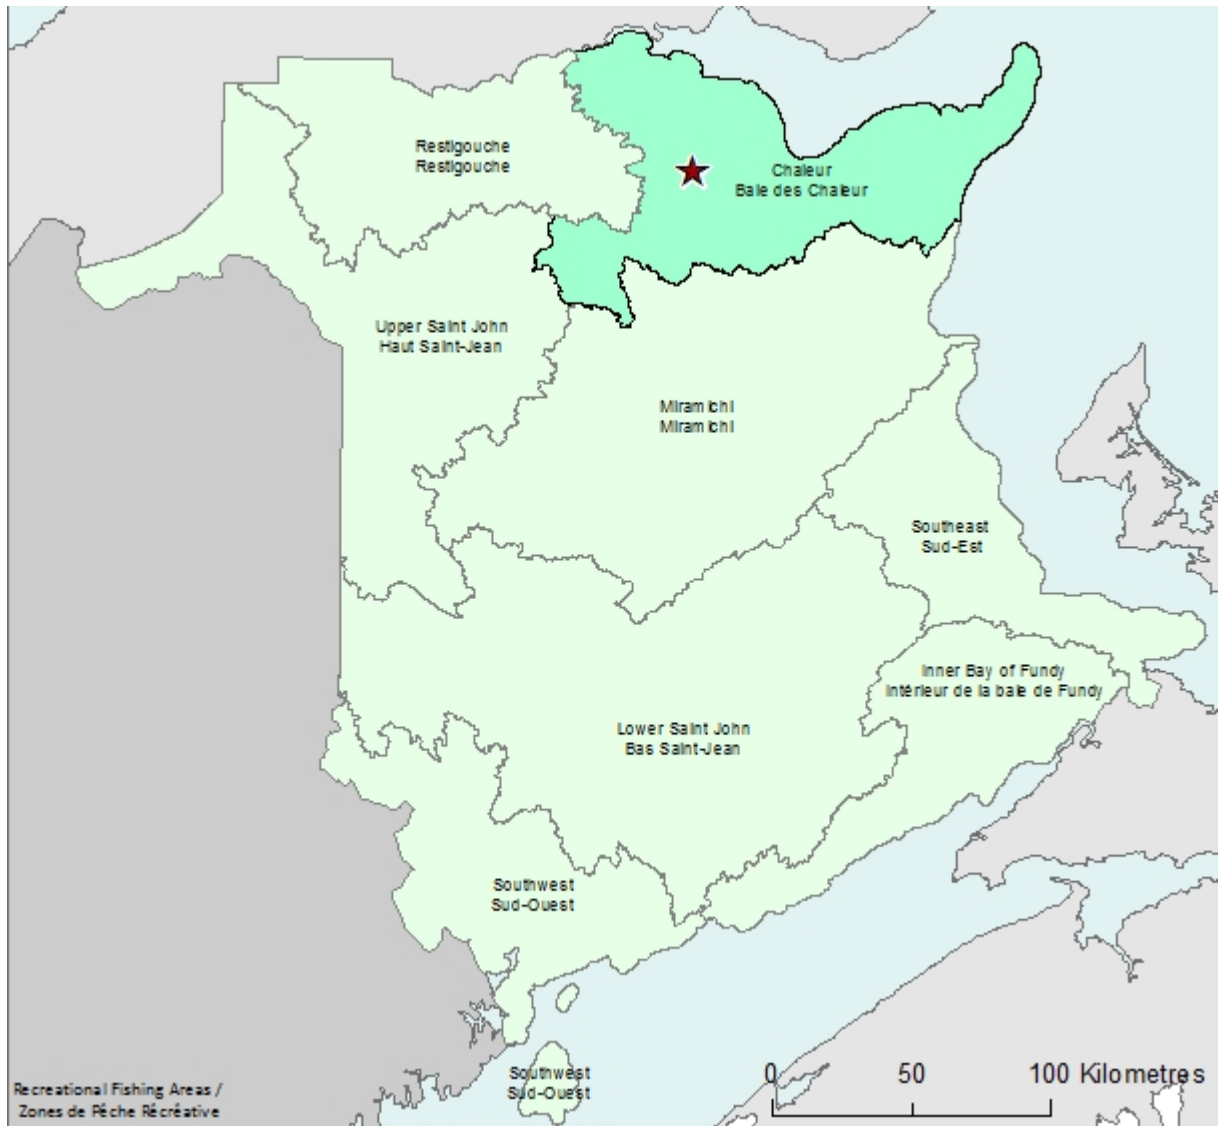 Restigouche
Restigouche
Chaleur
Baie des Chaleur
Upper Saint John
Haut Saint-Jean
Miramichi
Miramichi
Southeast
Sud-Est
Inner Bay of Fundy
Intérieur de la baie de Fundy
Lower Saint John
Bas Saint-Jean
Southwest
Sud-Ouest
Southwest
Sud-Ouest
0 50 100 Kilometres
Recreational Fishing Areas /
Zones de Pêche Récréative